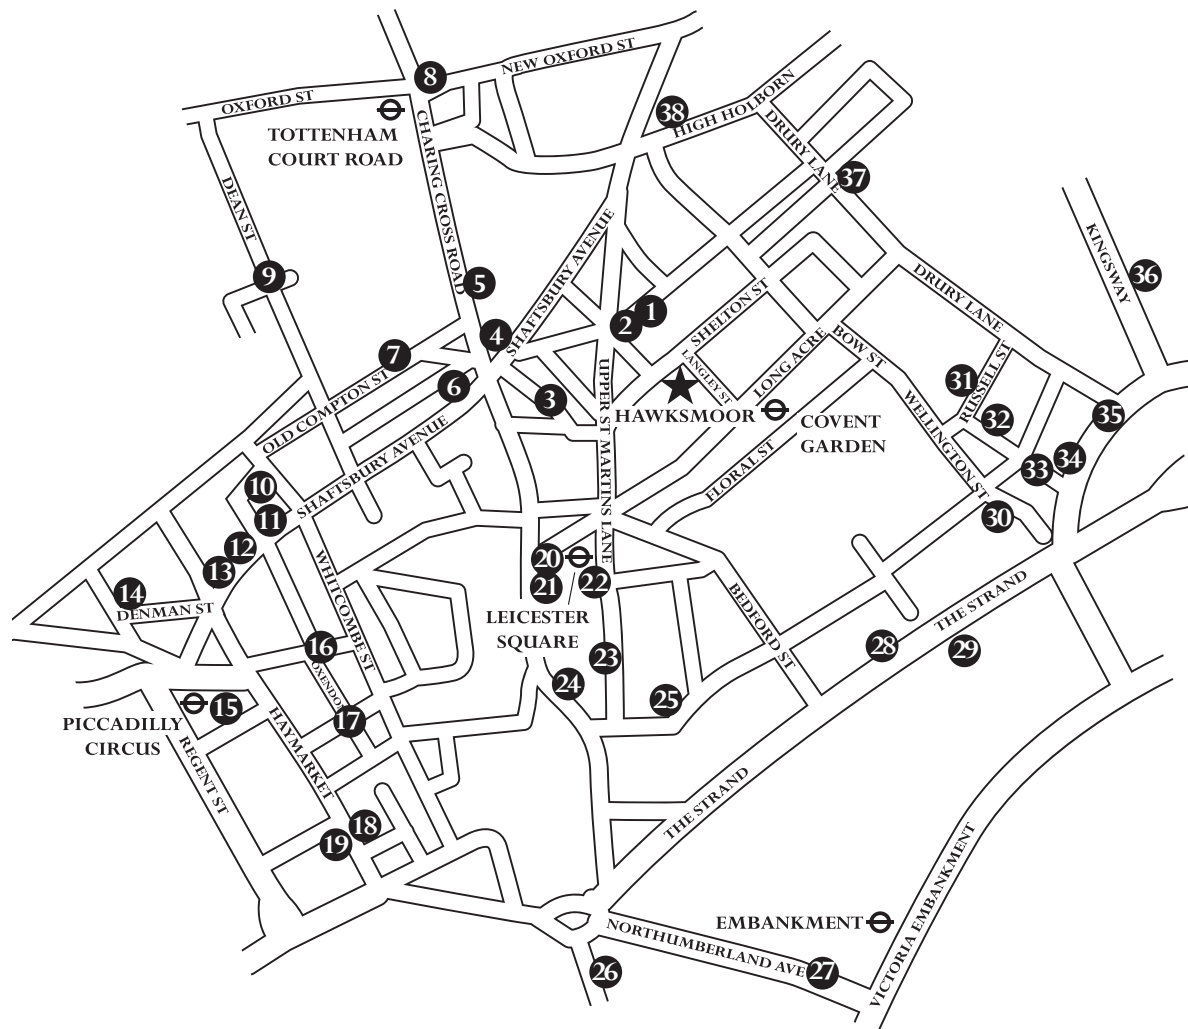 NEW OXFORD ST
8
OXFORD ST
TOTTENHAM
COURT ROAD
38
HIGH HOLBORN
CHARING CROSS ROAD
DRURY LANE
37
DEAN ST
SHAFTSBURY AVENUE
KINGSWAY
36
9
5
DRURY LANE
1
2
SHELTON ST
4
7
BOW ST
LONG ACRE
LANGLEY ST
6
3
31
RUSSELL ST
OLD COMPTON ST
UPPER ST MARTINS LANE
HAWKSMOOR
COVENT
GARDEN
WELLINGTON ST
32
35
SHAFTSBURY AVENUE
FLORAL ST
33
34
10
11
30
12
13
14
DENMAN ST
WHITCOMBE ST
20
21
22
LEICESTER
SQUARE
BEDFORD ST
THE STRAND
28
29
16
OXENDON
23
24
25
PICCADILLY
CIRCUS
15
17
HAYMARKET
REGENT ST
THE STRAND
18
19
VICTORIA EMBANKMENT
EMBANKMENT
NORTHUMBERLAND AVE
26
27